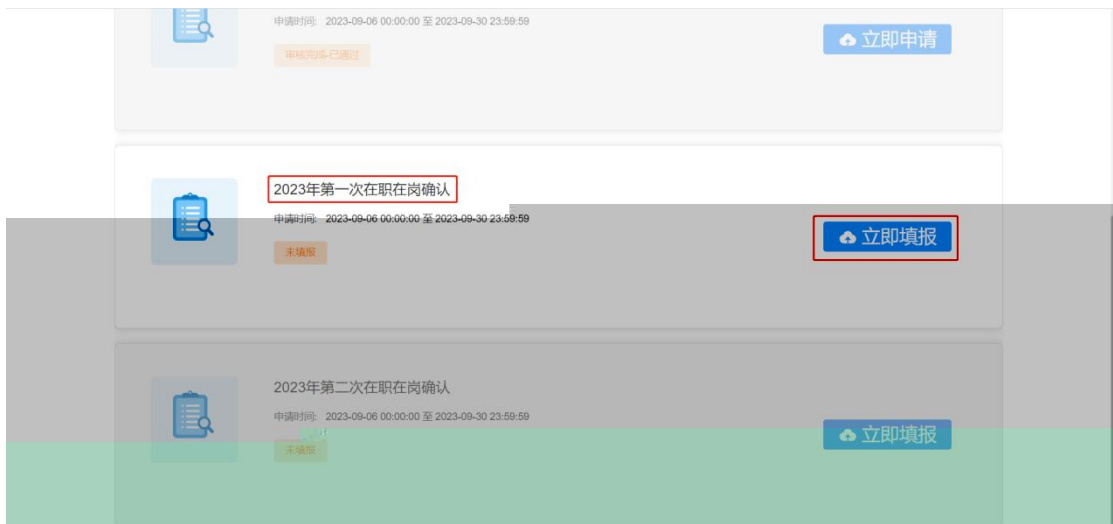 申请时间: 2023-09-06 00:00:00 至 2023-09-30 23:59:59
立即申请
审核完成-已通过
2023年第一次在职在岗确认
申请时间: 2023-09-06 00:00:00 至 2023-09-30 23:59:59
立即填报
未填报
2023年第二次在职在岗确认
申请时间: 2023-09-06 00:00:00 至 2023-09-30 23:59:59
立即填报
未填报